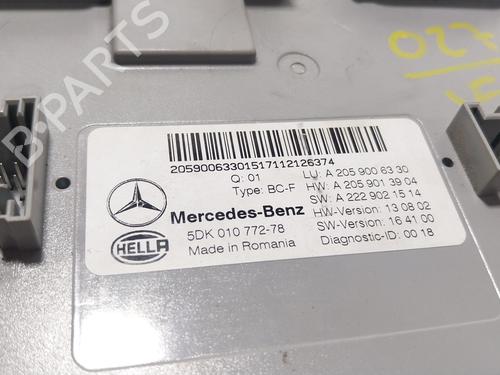 027
B-PARTS
20590063301517112126374
Q: 01 LU: A 205 900 63 30
Type: BC-F HW: A 205 901 39 04
SW: A 222 902 15 14
Mercedes-Benz HW-Version: 13 08 02
HELLA 5DK 010 772-78 SW-Version: 16 41 00
Made in Romania Diagnostic-ID: 00 18